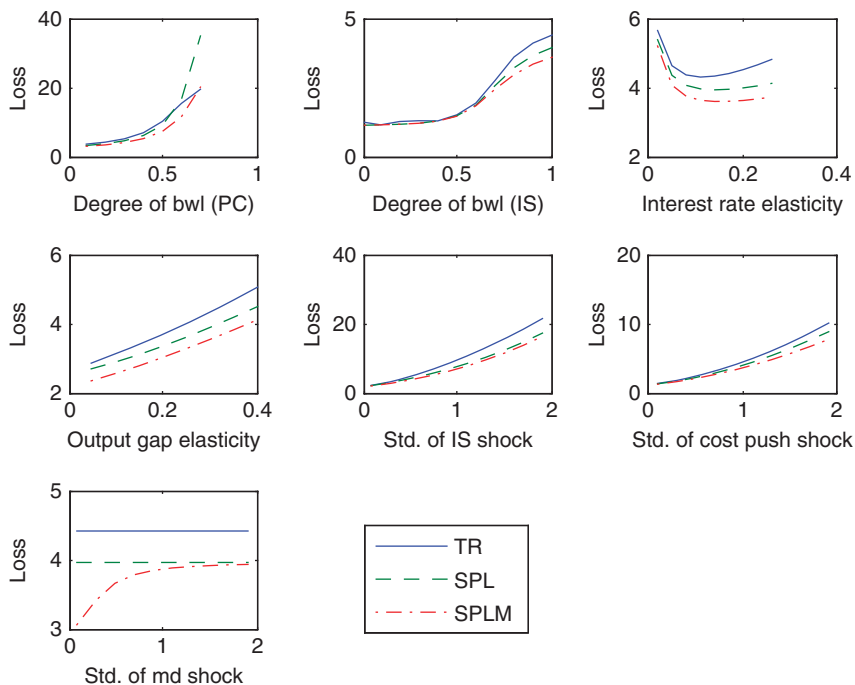 40
20
0
0
0.5
1
Loss
Degree of bwl (PC)
5
0
0
0.5
1
Loss
Degree of bwl (IS)
6
4
2
0
0.2
0.4
Loss
Interest rate elasticity
6
4
2
0
0.2
0.4
Loss
Output gap elasticity
40
20
0
0
1
2
Loss
Std. of IS shock
20
10
0
0
1
2
Loss
Std. of cost push shock
5
4
3
0
1
2
Loss
Std. of md shock
TR
SPL
SPLM